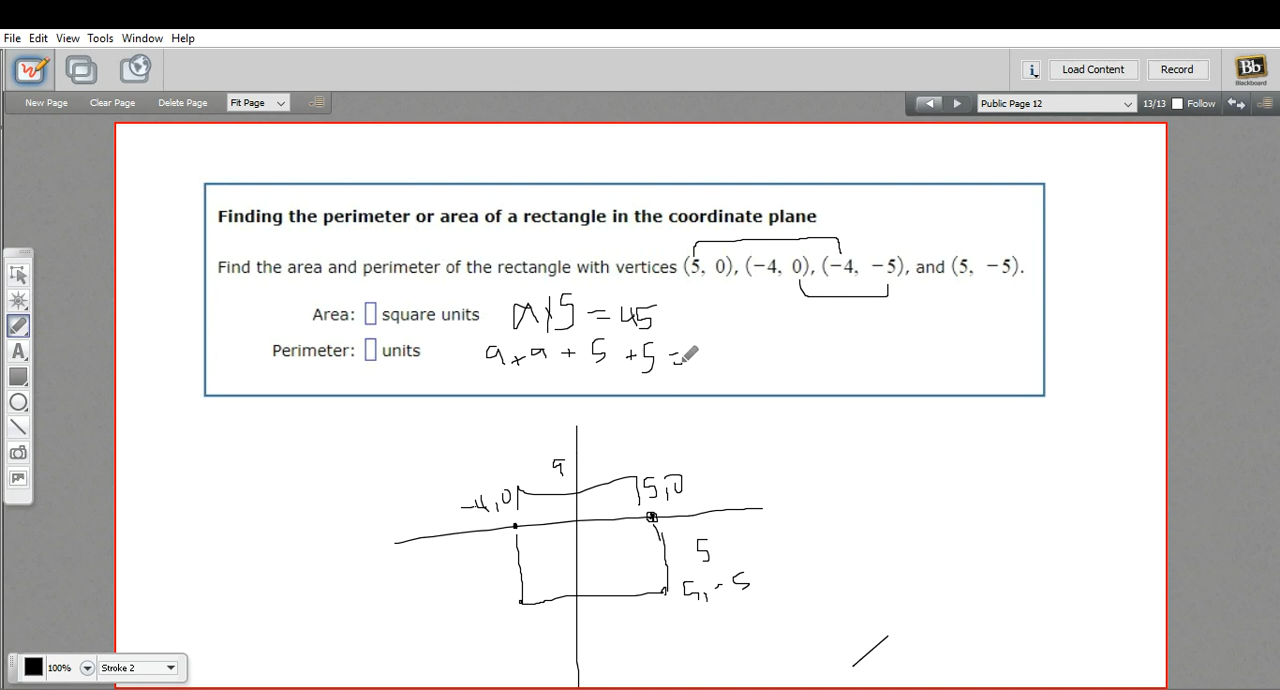 File Edit View Tools Window Help
Load Content Record Bb
Blackboard
New Page Clear Page Delete Page Fit Page Public Page 12 13/13 Follow
Finding the perimeter or area of a rectangle in the coordinate plane
Find the area and perimeter of the rectangle with vertices (5, 0), (−4, 0), (−4, −5), and (5, −5).
Area: square units 9 x 5 = 45
Perimeter: units 9 + 9 + 5 + 5 =
9
-4,0 5,0
5
5, -5
100% Stroke 2